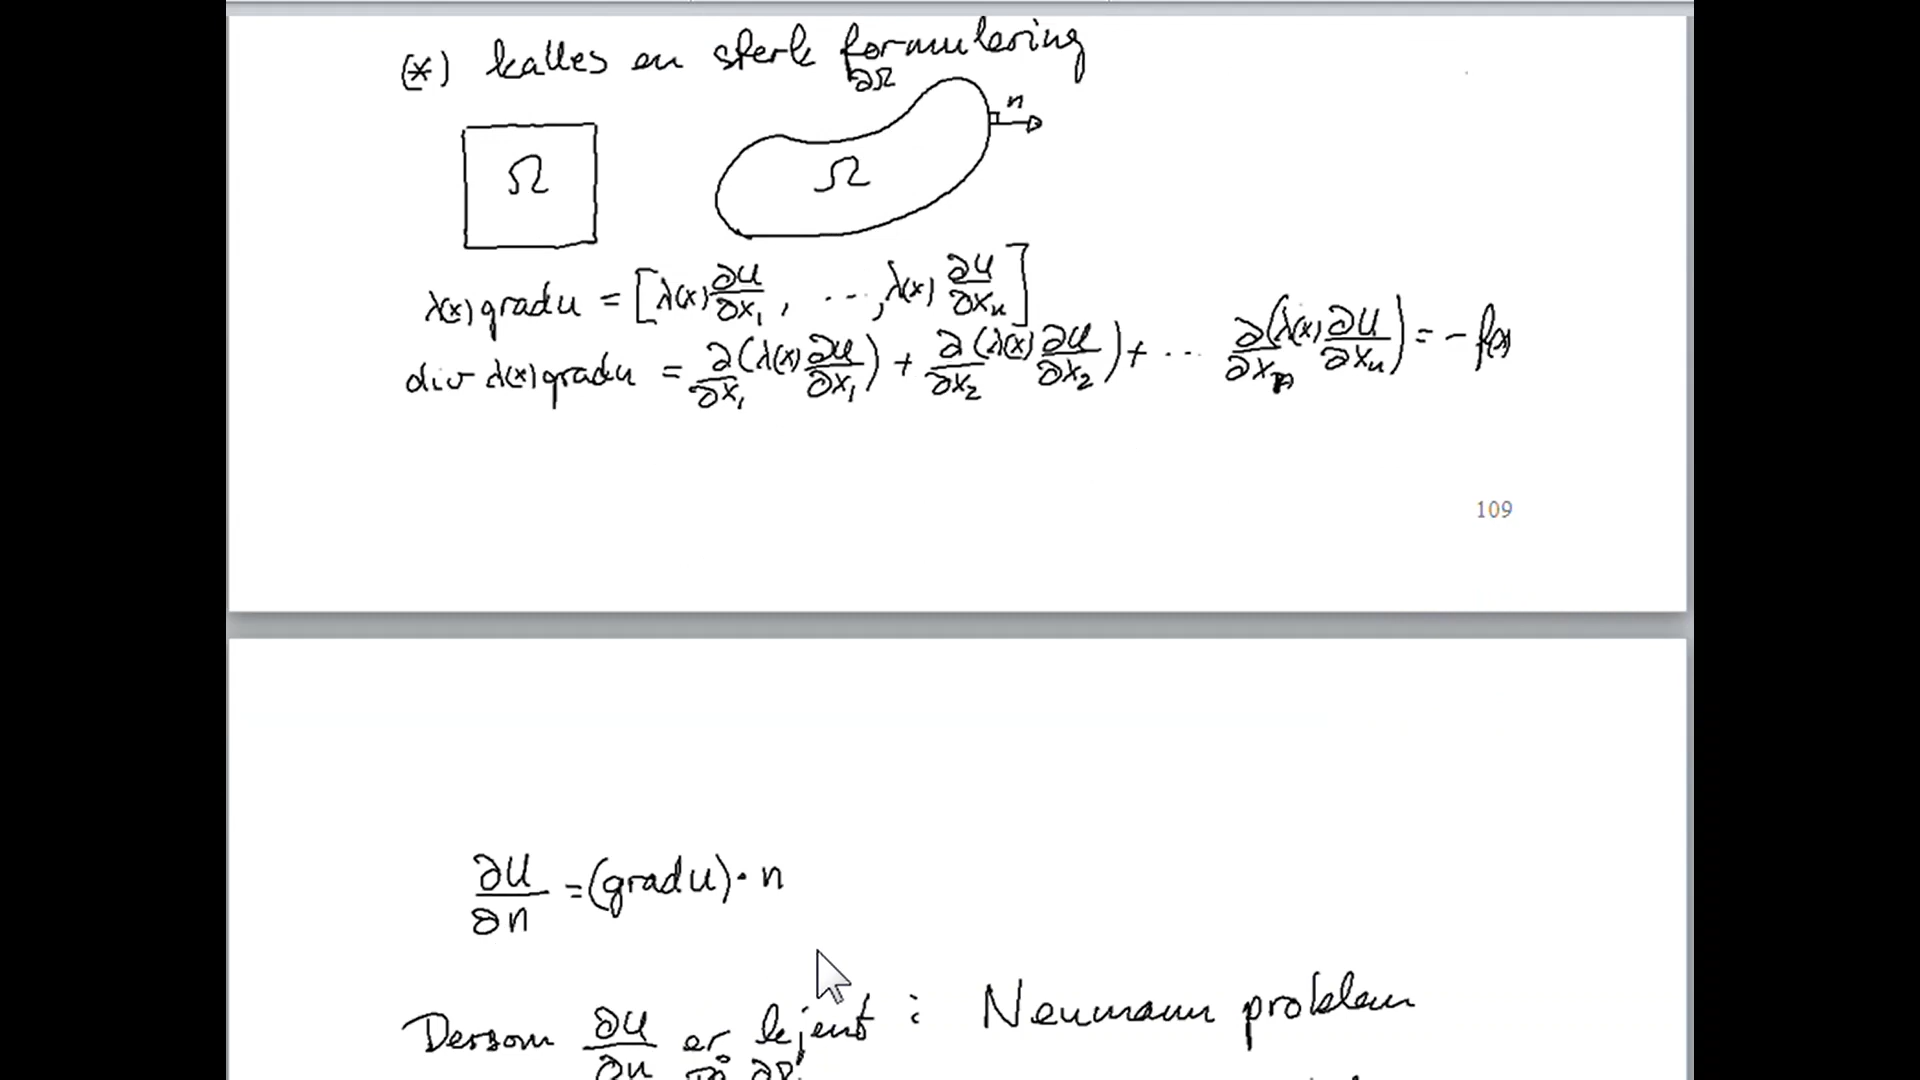 (*) kalles en sterk formulering
∂Ω
n
Ω
Ω
λ(x) grad u = [λ(x) ∂u/∂x₁, ..., λ(x) ∂u/∂xₙ]
div λ(x) grad u = ∂/∂x₁ (λ(x) ∂u/∂x₁) + ∂/∂x₂ (λ(x) ∂u/∂x₂) + ... ∂/∂xₙ (λ(x) ∂u/∂xₙ) = - f(x)
109
∂u/∂n = (grad u) · n
Dersom ∂u/∂n er kjent : Neumann problem
på ∂Ω